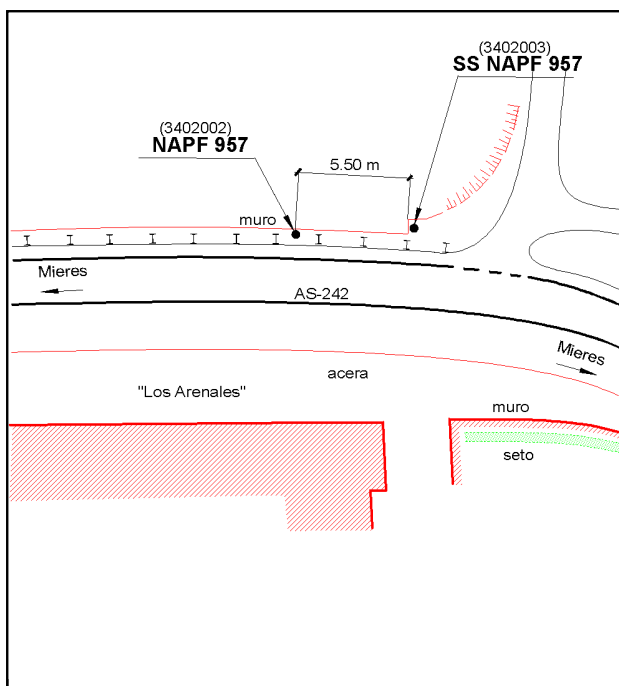 (3402003)
SS NAPF 957
(3402002)
NAPF 957
5.50 m
muro
Mieres
AS-242
Mieres
acera
"Los Arenales"
muro
seto